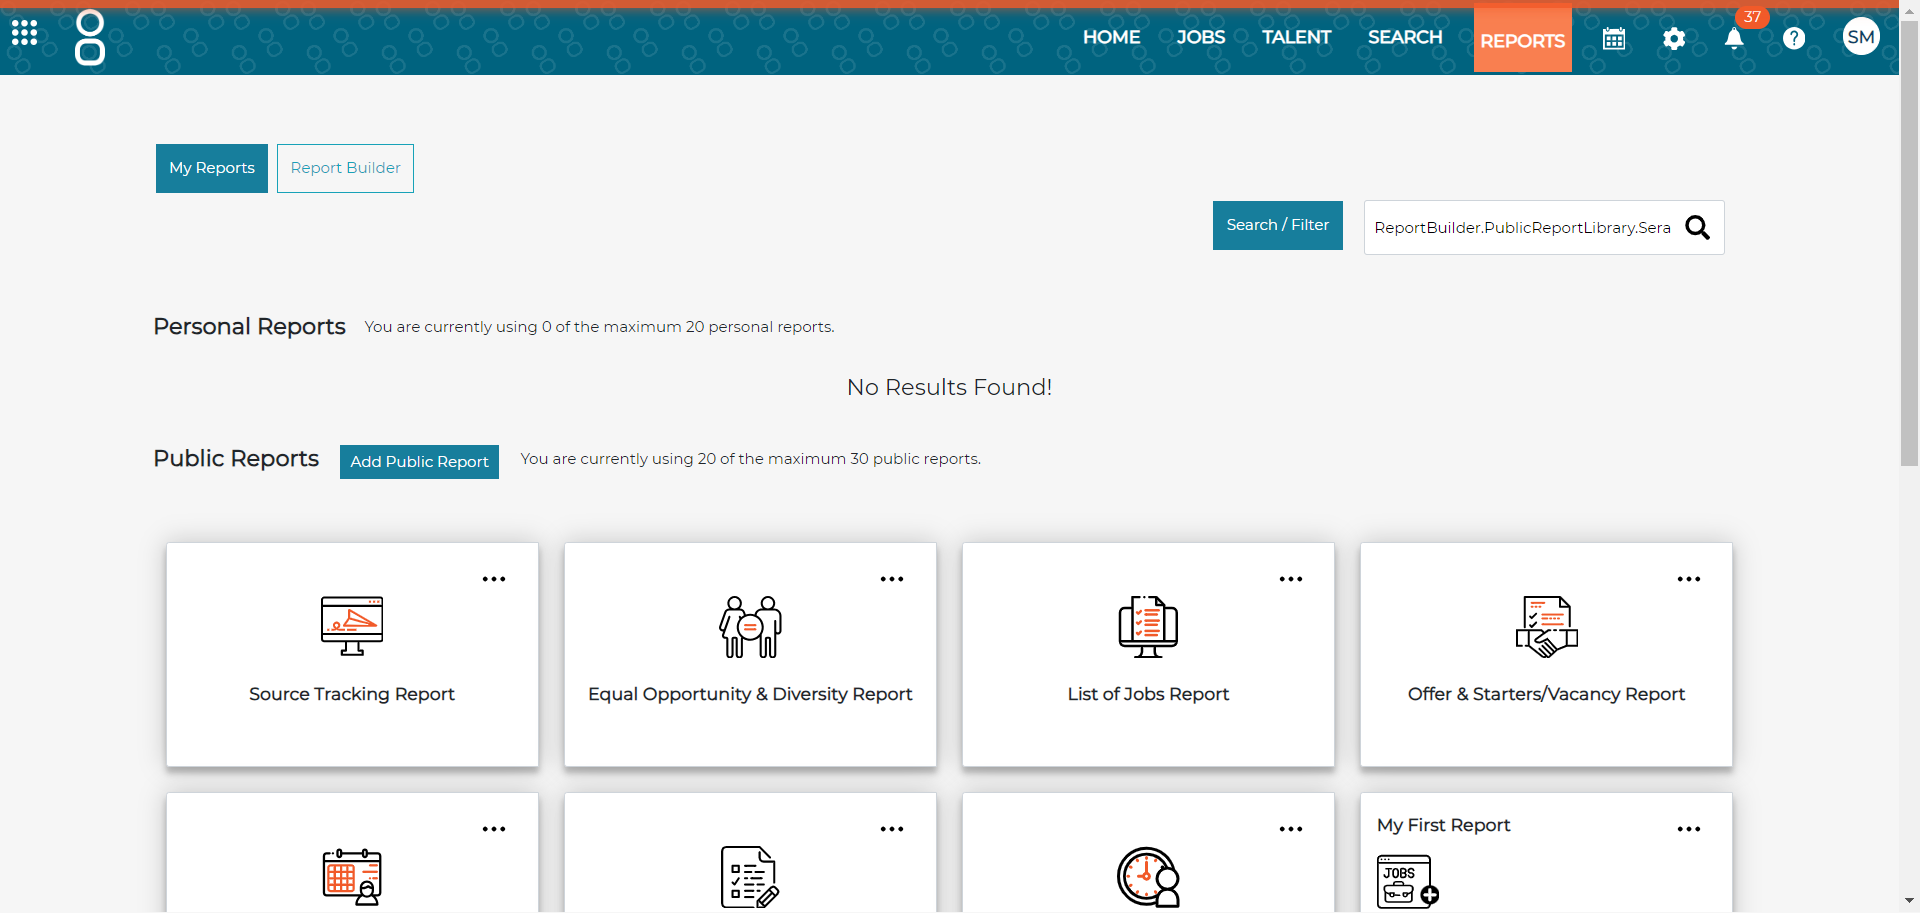 HOME JOBS TALENT SEARCH REPORTS 37 ? SM
My Reports Report Builder
Search / Filter ReportBuilder.PublicReportLibrary.Sera
Personal Reports You are currently using 0 of the maximum 20 personal reports.
No Results Found!
Public Reports Add Public Report You are currently using 20 of the maximum 30 public reports.
Source Tracking Report Equal Opportunity & Diversity Report List of Jobs Report Offer & Starters/Vacancy Report
My First Report
JOBS